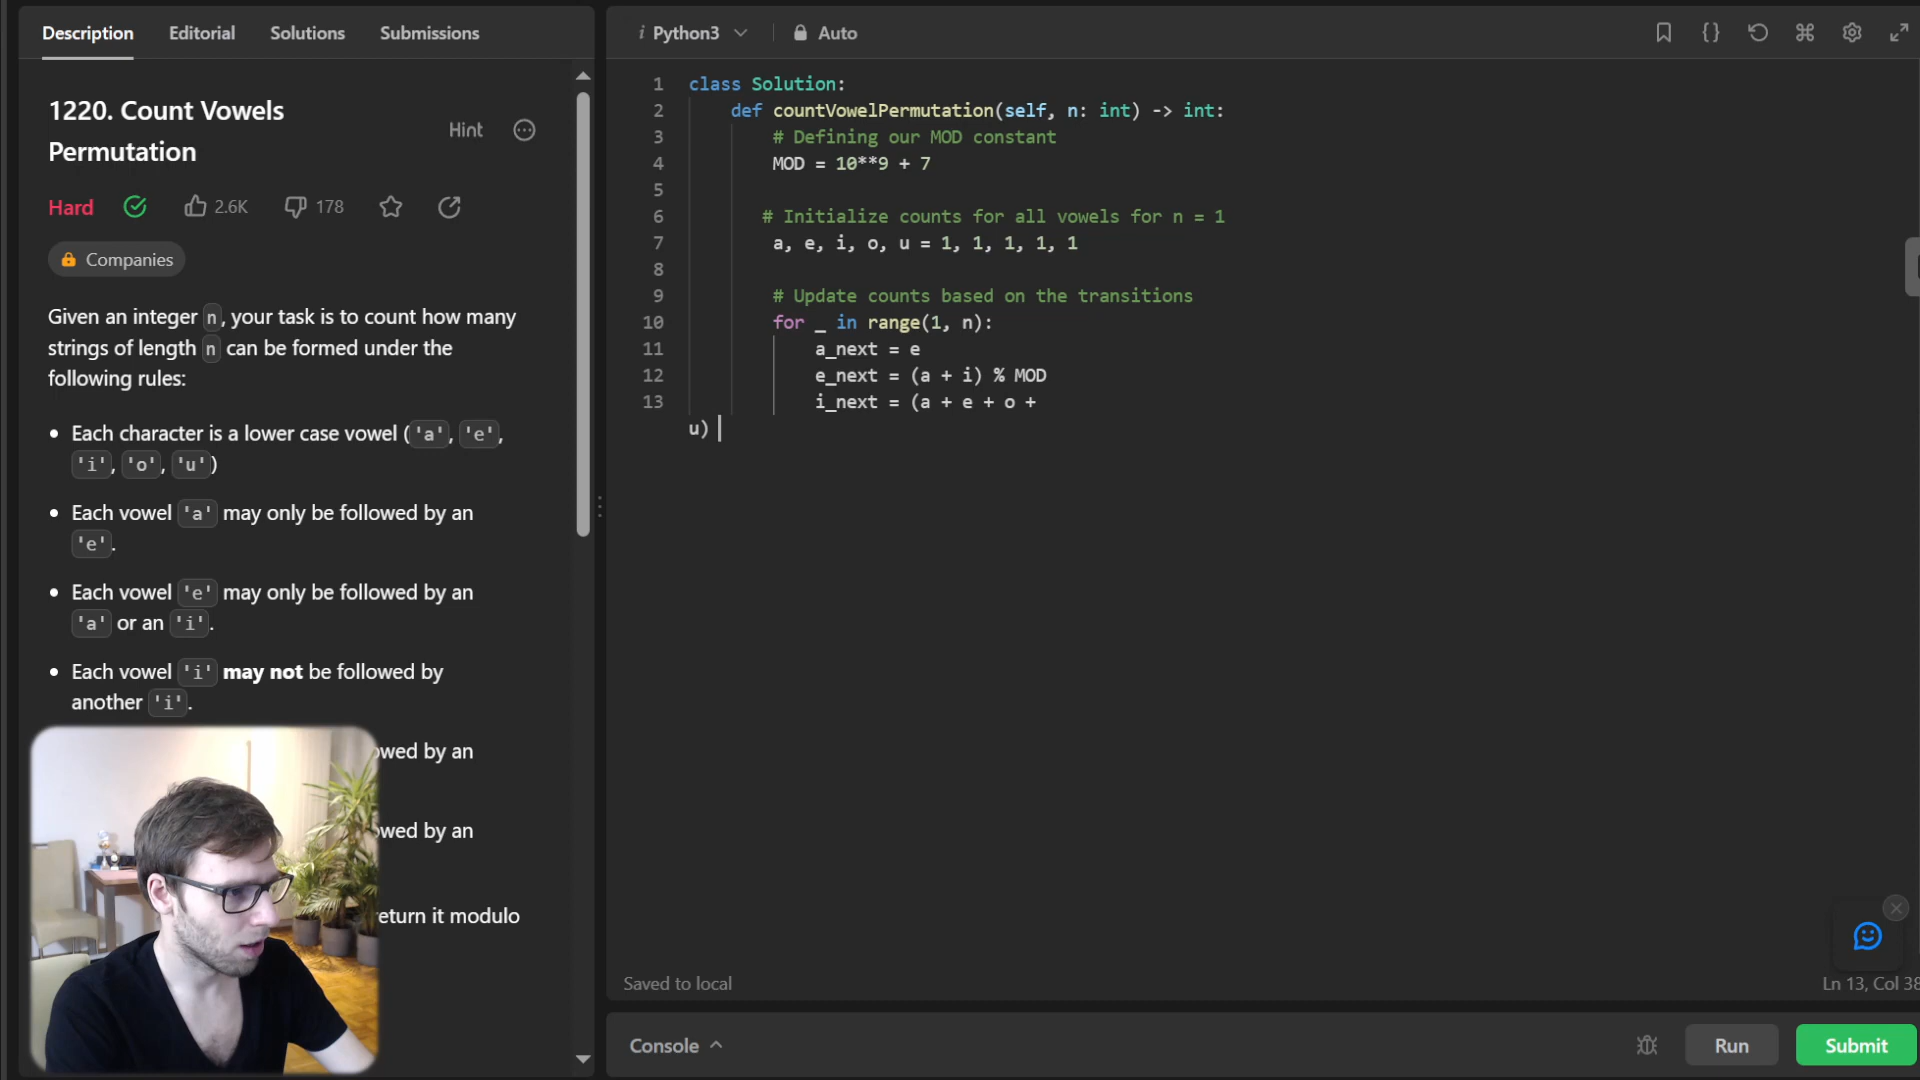 Description Editorial Solutions Submissions
1220. Count Vowels
Permutation
Hint
Hard 2.6K 178
Companies
Given an integer n, your task is to count how many
strings of length n can be formed under the
following rules:
• Each character is a lower case vowel ('a', 'e',
'i', 'o', 'u')
• Each vowel 'a' may only be followed by an
'e'.
• Each vowel 'e' may only be followed by an
'a' or an 'i'.
• Each vowel 'i' may not be followed by
another 'i'.
owed by an
owed by an
return it modulo
i Python3 Auto
1 class Solution:
2 def countVowelPermutation(self, n: int) -> int:
3 # Defining our MOD constant
4 MOD = 10**9 + 7
5
6 # Initialize counts for all vowels for n = 1
7 a, e, i, o, u = 1, 1, 1, 1, 1
8
9 # Update counts based on the transitions
10 for _ in range(1, n):
11 a_next = e
12 e_next = (a + i) % MOD
13 i_next = (a + e + o +
u)
Saved to local
Ln 13, Col 38
Console Run Submit